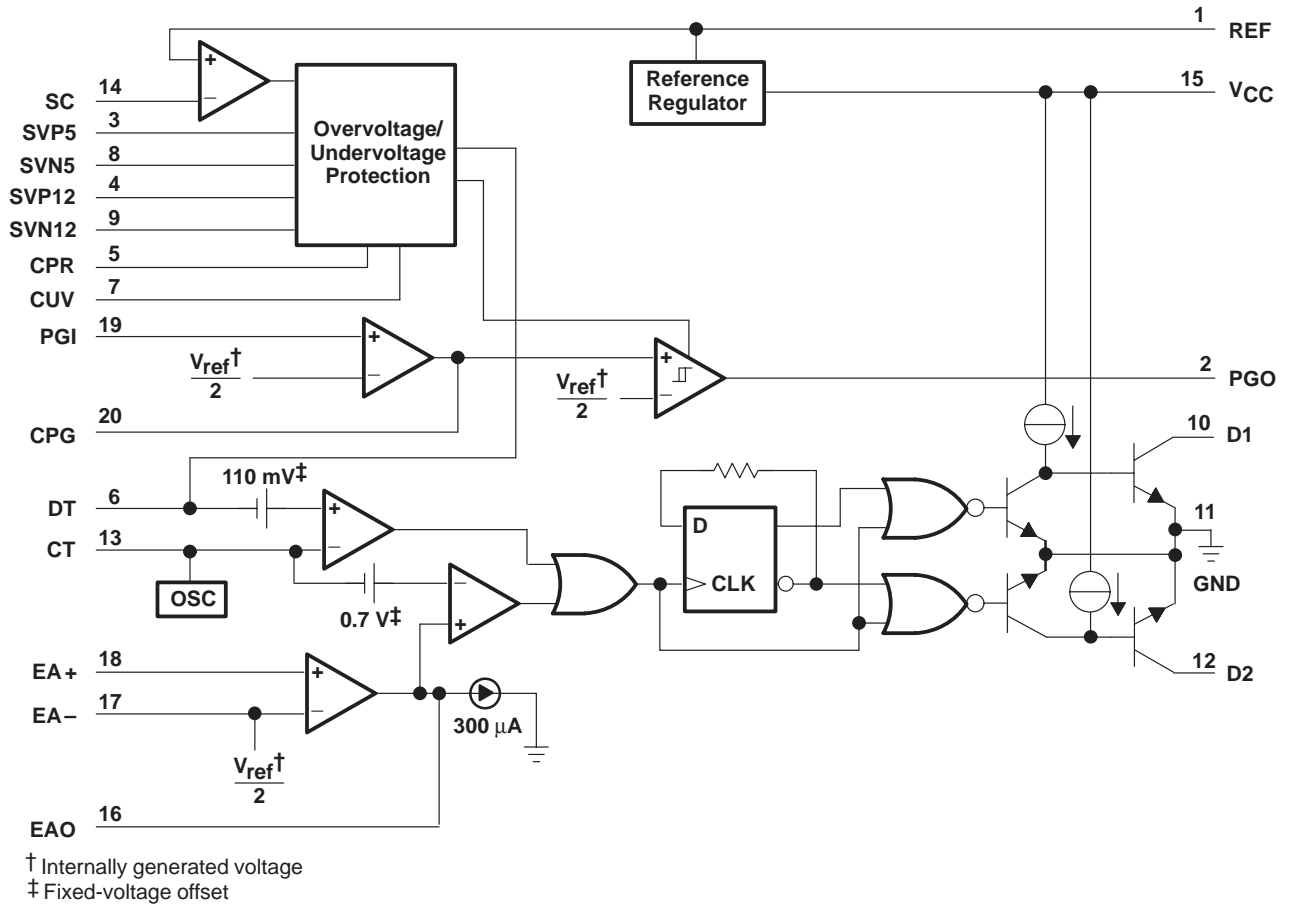 1 REF
Reference
Regulator
15 VCC
+
−
SC 14
SVP5 3
SVN5 8
SVP12 4
SVN12 9
CPR 5
CUV 7
Overvoltage/
Undervoltage
Protection
PGI 19
+
−
Vref†
2
+
−
Vref†
2
2 PGO
CPG 20
10 D1
110 mV‡
DT 6
+
−
CT 13
OSC
0.7 V‡
−
+
D
CLK
11
GND
12 D2
EA+ 18
+
EA− 17
−
300 µA
Vref†
2
EAO 16
† Internally generated voltage
‡ Fixed-voltage offset